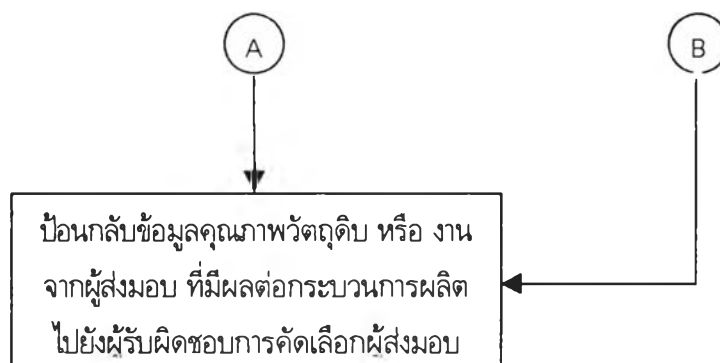 A
B
ป้อนกลับข้อมูลคุณภาพวัตถุดิบ หรือ งาน
จากผู้ส่งมอบ ที่มีผลต่อกระบวนการผลิต
ไปยังผู้รับผิดชอบการคัดเลือกผู้ส่งมอบ